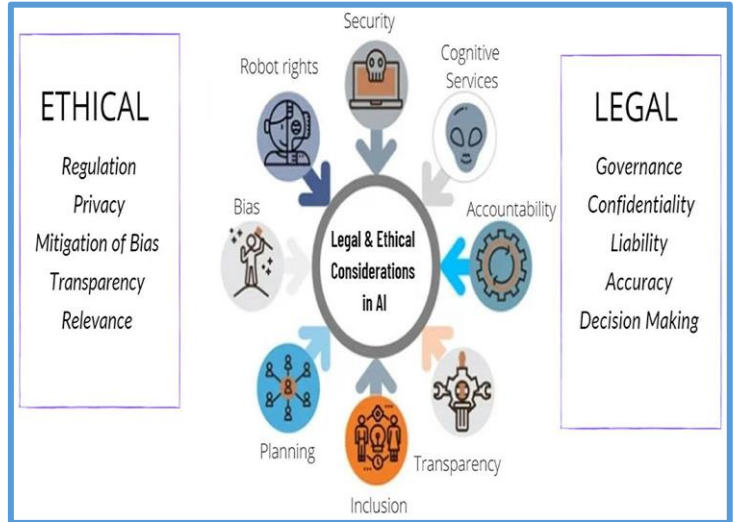 ETHICAL
Regulation
Privacy
Mitigation of Bias
Transparency
Relevance
Security
Robot rights
Cognitive
Services
Bias
Accountability
Legal & Ethical
Considerations
in AI
Planning
Transparency
Inclusion
LEGAL
Governance
Confidentiality
Liability
Accuracy
Decision Making